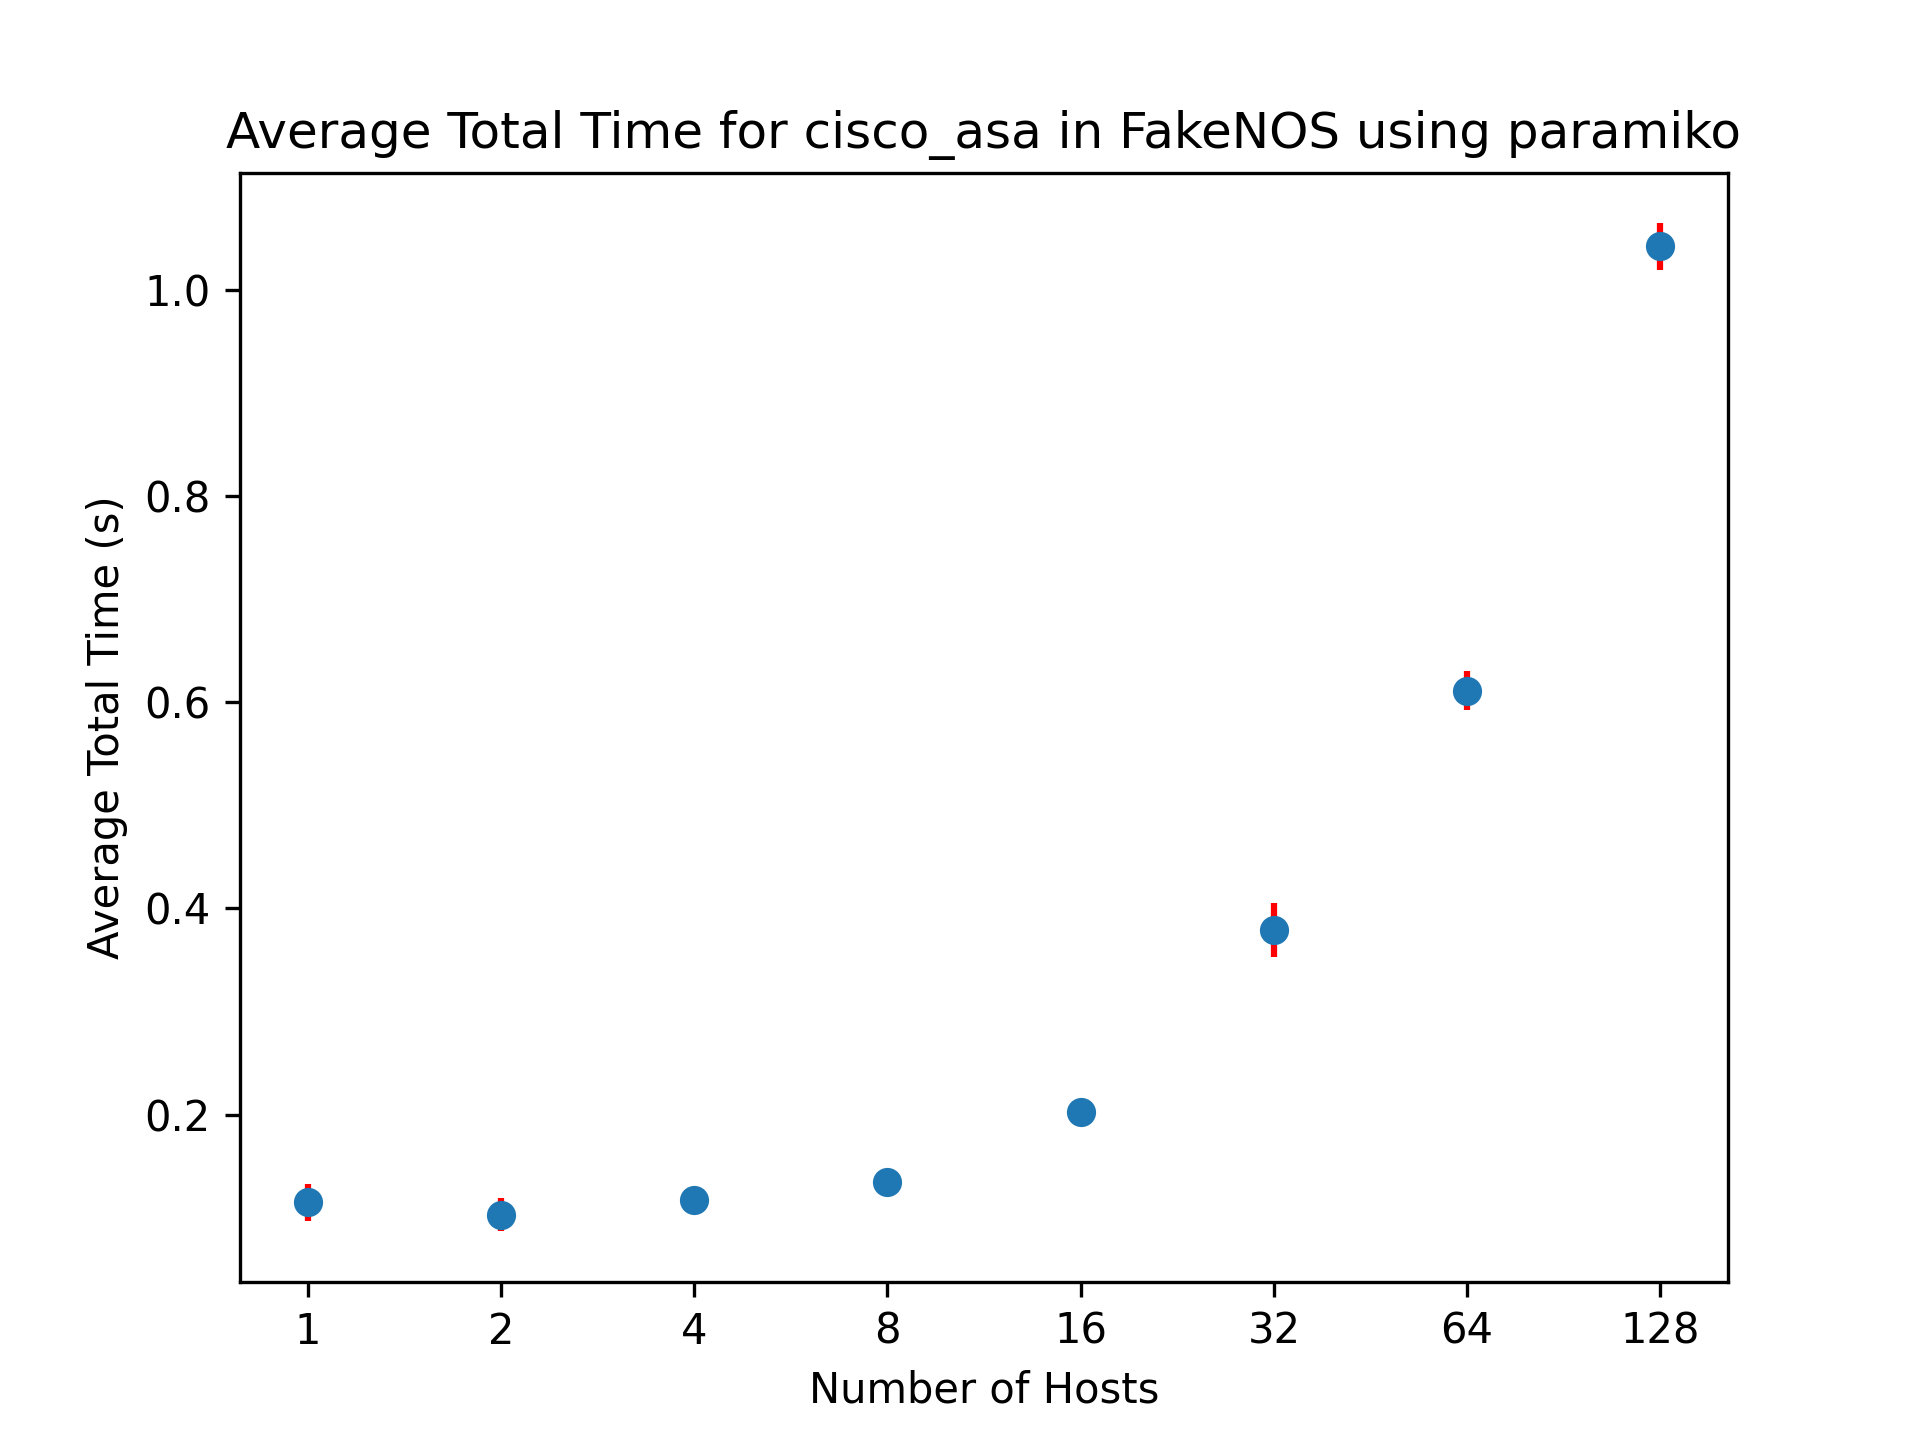 Average Total Time for cisco_asa in FakeNOS using paramiko
Average Total Time (s)
1.0
0.8
0.6
0.4
0.2
1 2 4 8 16 32 64 128
Number of Hosts